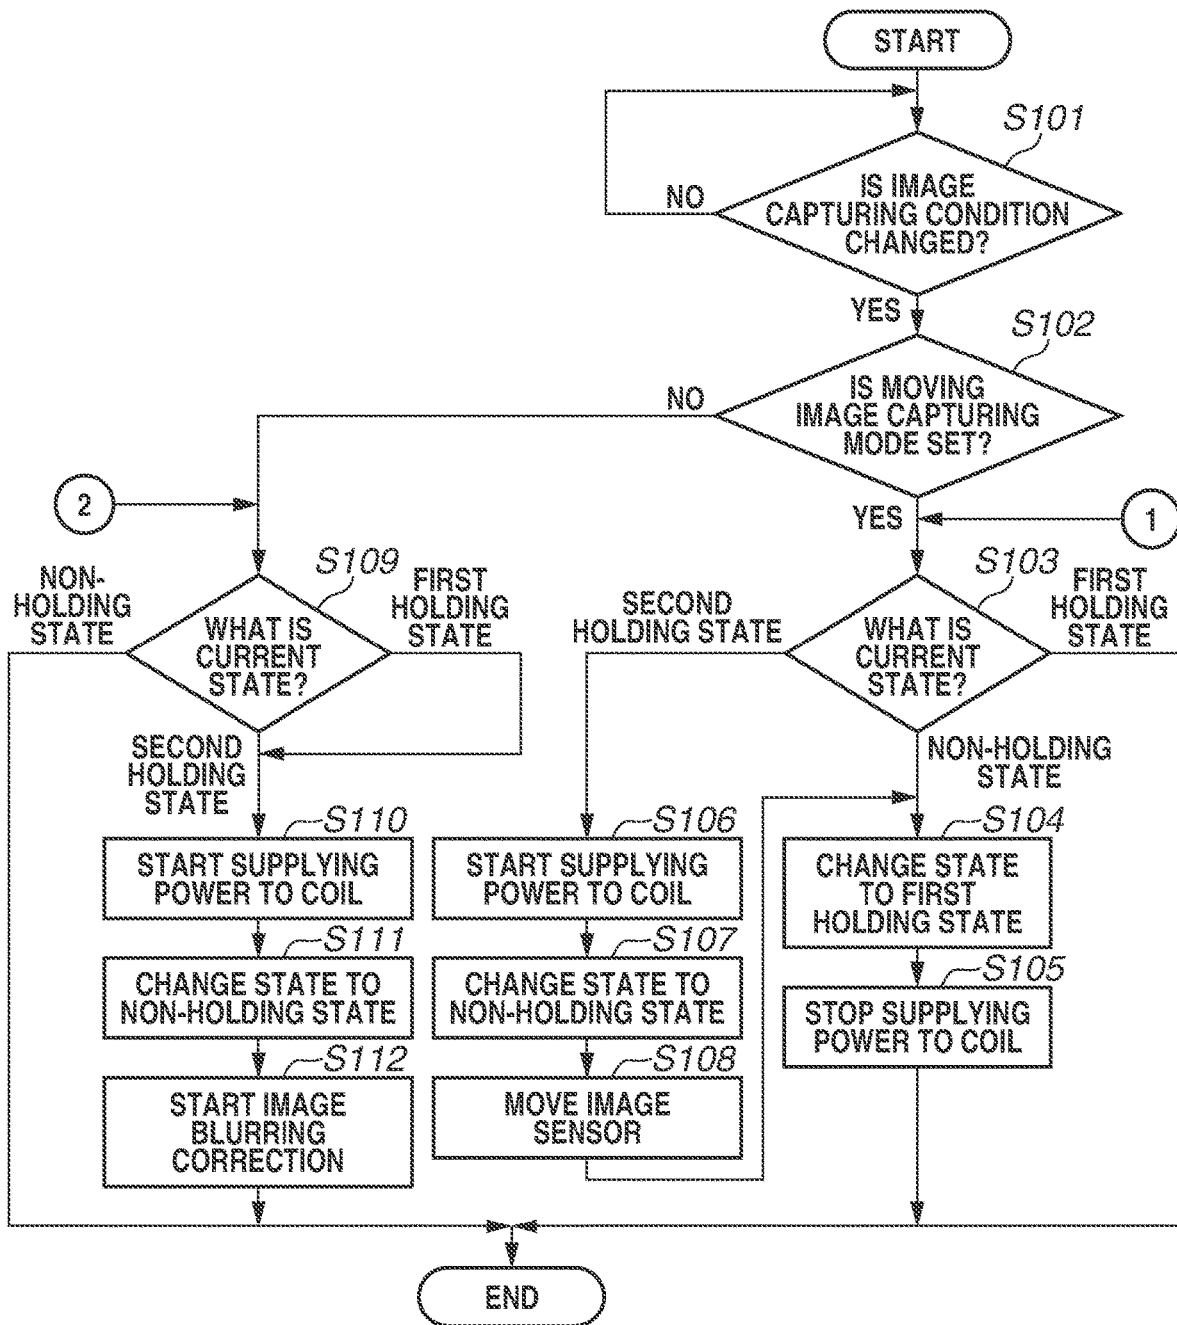 START
S101
IS IMAGE
CAPTURING CONDITION
CHANGED?
NO
YES
S102
IS MOVING
IMAGE CAPTURING
MODE SET?
NO
YES
2
1
S109
NON-
HOLDING
STATE
FIRST
HOLDING
STATE
WHAT IS
CURRENT
STATE?
SECOND
HOLDING
STATE
S103
SECOND
HOLDING STATE
FIRST
HOLDING
STATE
WHAT IS
CURRENT
STATE?
NON-HOLDING
STATE
S110
START SUPPLYING
POWER TO COIL
S106
START SUPPLYING
POWER TO COIL
S104
CHANGE STATE
TO FIRST
HOLDING STATE
S111
CHANGE STATE TO
NON-HOLDING STATE
S107
CHANGE STATE TO
NON-HOLDING STATE
S105
STOP SUPPLYING
POWER TO COIL
S112
START IMAGE
BLURRING
CORRECTION
S108
MOVE IMAGE
SENSOR
END